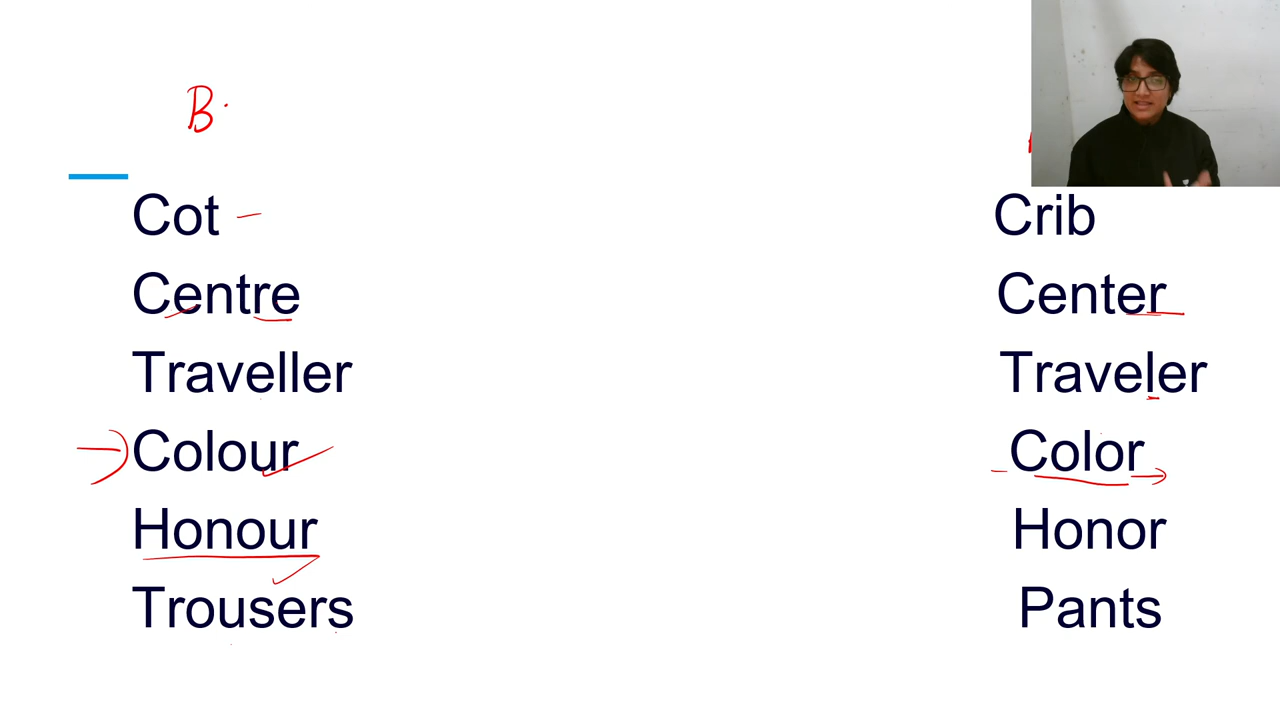 B.
Cot Crib
Centre Center
Traveller Traveler
Colour Color
Honour Honor
Trousers Pants